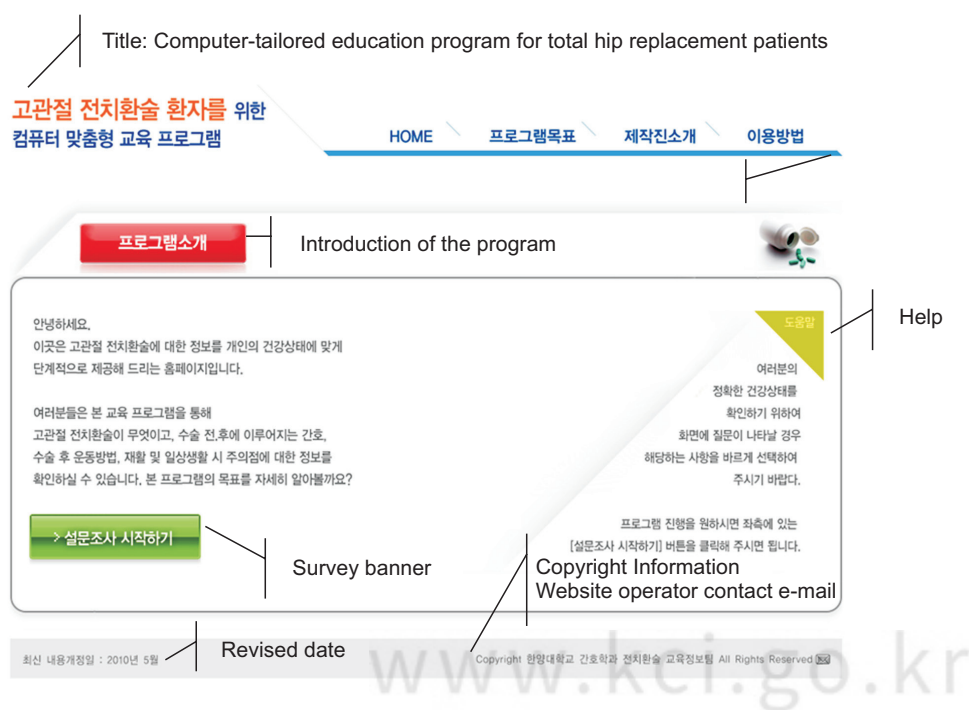 Title: Computer-tailored education program for total hip replacement patients
고관절 전치환술 환자를 위한
컴퓨터 맞춤형 교육 프로그램
HOME 프로그램목표 제작진소개 이용방법
프로그램소개
Introduction of the program
안녕하세요.
이곳은 고관절 전치환술에 대한 정보를 개인의 건강상태에 맞게
단계적으로 제공해 드리는 홈페이지입니다.
여러분들은 본 교육 프로그램을 통해
고관절 전치환술이 무엇이고, 수술 전.후에 이루어지는 간호,
수술 후 운동방법, 재활 및 일상생활 시 주의점에 대한 정보를
확인하실 수 있습니다. 본 프로그램의 목표를 자세히 알아볼까요?
> 설문조사 시작하기
Survey banner
도움말
Help
여러분의
정확한 건강상태를
확인하기 위하여
화면에 질문이 나타날 경우
해당하는 사항을 바르게 선택하여
주시기 바랍다.
프로그램 진행을 원하시면 좌측에 있는
[설문조사 시작하기] 버튼을 클릭해 주시면 됩니다.
Copyright Information
Website operator contact e-mail
최신 내용개정일 : 2010년 5월
Revised date
Copyright 한양대학교 간호학과 전치환술 교육정보팀 All Rights Reserved
www.kci.go.kr